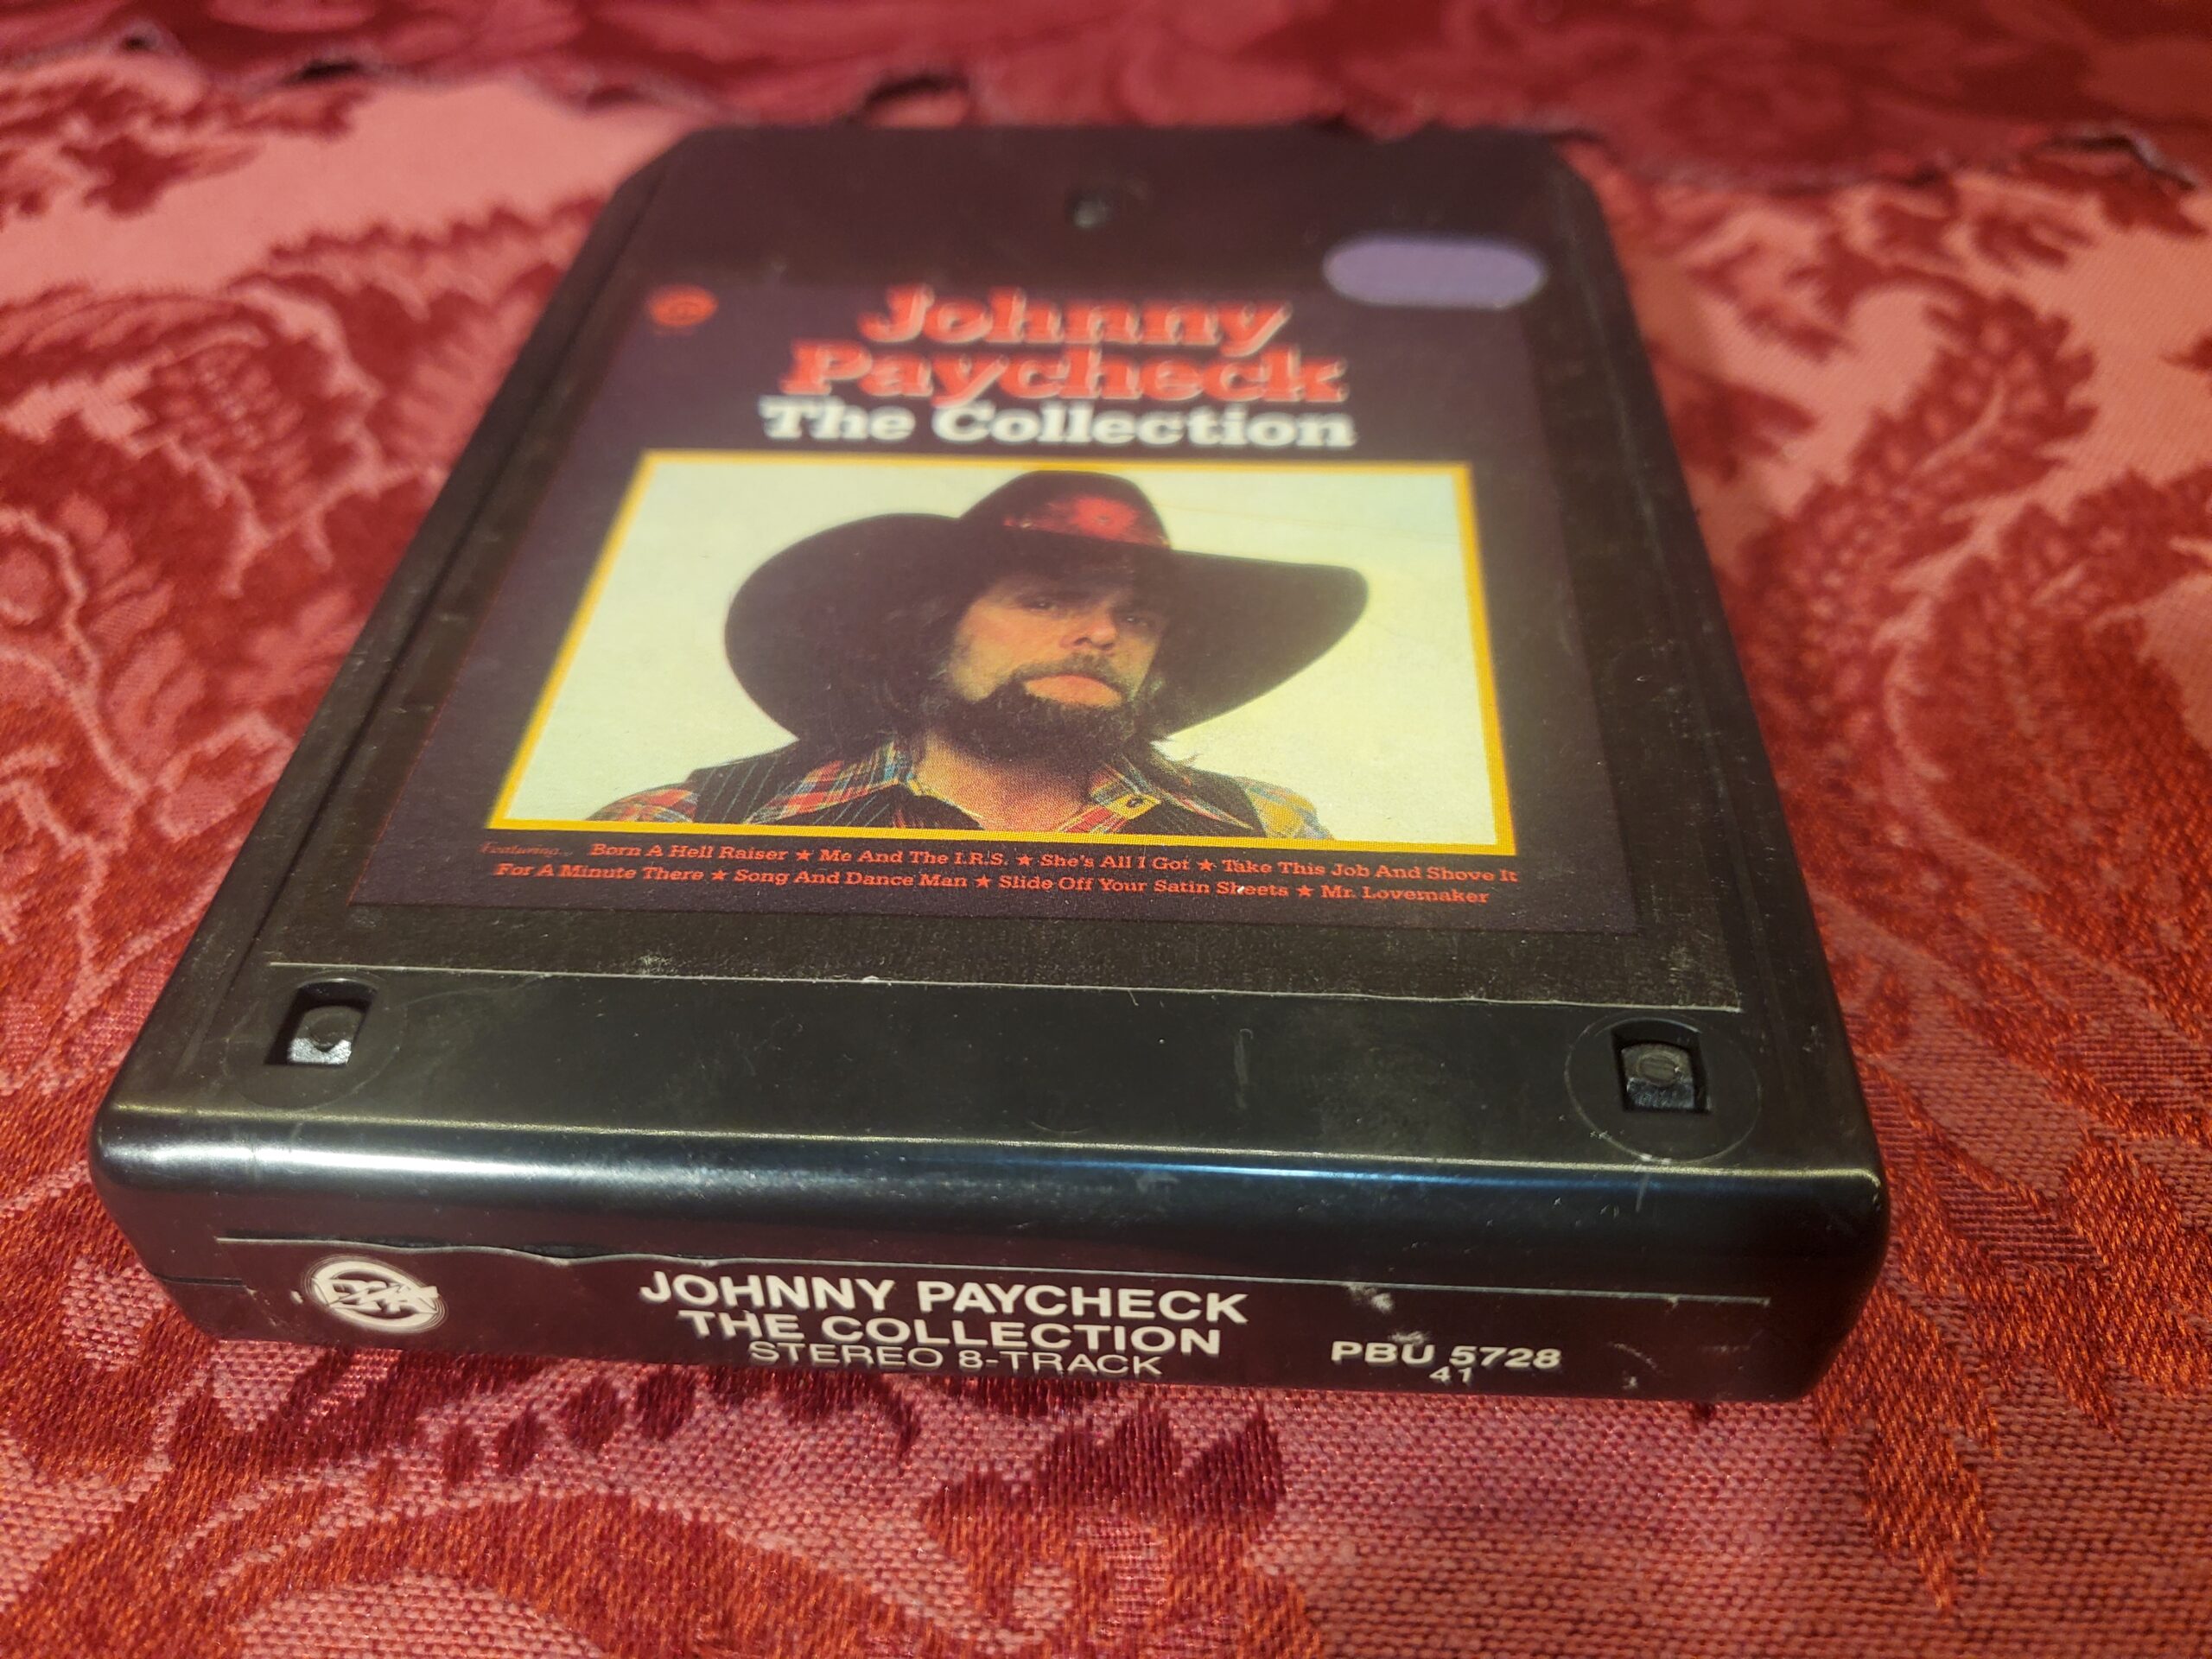 Johnny
Paycheck
The Collection
Featuring... Born A Hell Raiser ★ Me And The I.R.S. ★ She's All I Got ★ Take This Job And Shove It
For A Minute There ★ Song And Dance Man ★ Slide Off Your Satin Sheets ★ Mr. Lovemaker
JOHNNY PAYCHECK
THE COLLECTION
STEREO 8-TRACK
PBU 5728
41